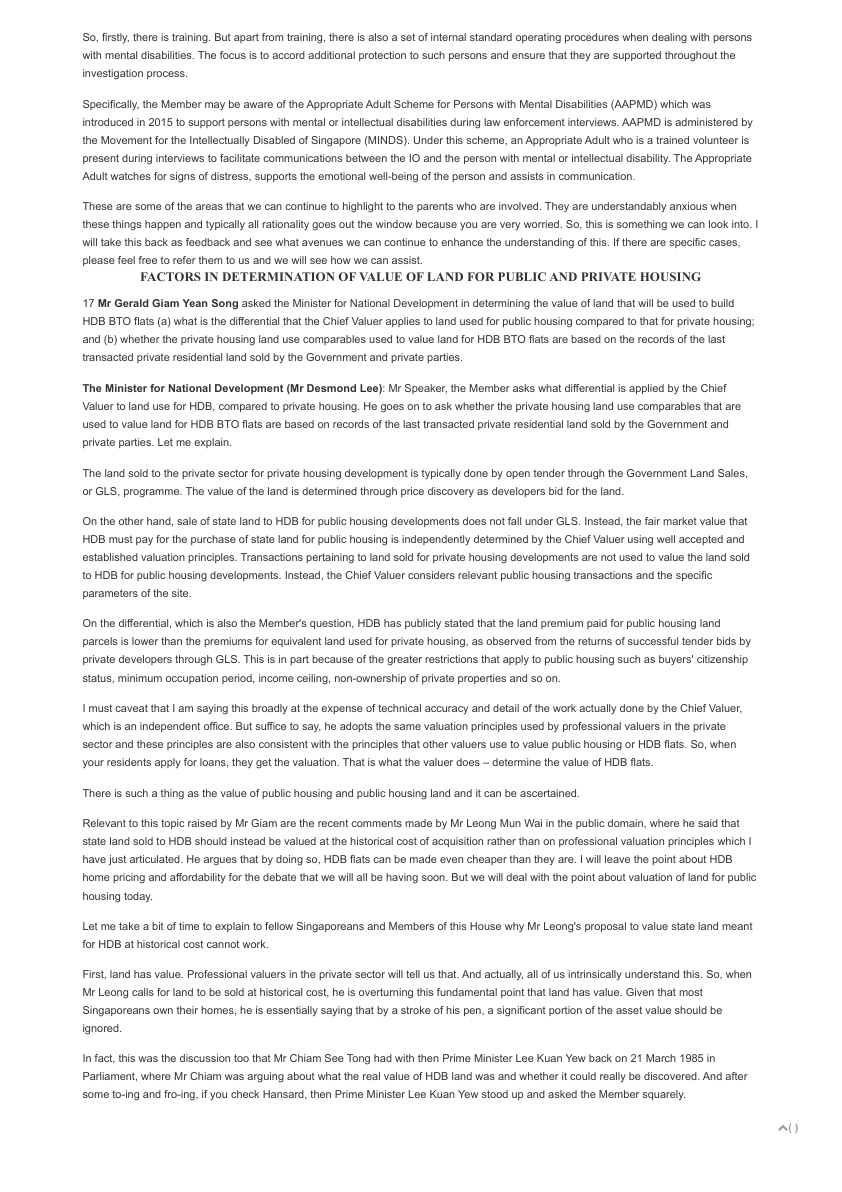 So, firstly, there is training. But apart from training, there is also a set of internal standard operating procedures when dealing with persons
with mental disabilities. The focus is to accord additional protection to such persons and ensure that they are supported throughout the
investigation process.
Specifically, the Member may be aware of the Appropriate Adult Scheme for Persons with Mental Disabilities (AAPMD) which was
introduced in 2015 to support persons with mental or intellectual disabilities during law enforcement interviews. AAPMD is administered by
the Movement for the Intellectually Disabled of Singapore (MINDS). Under this scheme, an Appropriate Adult who is a trained volunteer is
present during interviews to facilitate communications between the IO and the person with mental or intellectual disability. The Appropriate
Adult watches for signs of distress, supports the emotional well-being of the person and assists in communication.
These are some of the areas that we can continue to highlight to the parents who are involved. They are understandably anxious when
these things happen and typically all rationality goes out the window because you are very worried. So, this is something we can look into. I
will take this back as feedback and see what avenues we can continue to enhance the understanding of this. If there are specific cases,
please feel free to refer them to us and we will see how we can assist.
FACTORS IN DETERMINATION OF VALUE OF LAND FOR PUBLIC AND PRIVATE HOUSING
17 Mr Gerald Giam Yean Song asked the Minister for National Development in determining the value of land that will be used to build
HDB BTO flats (a) what is the differential that the Chief Valuer applies to land used for public housing compared to that for private housing;
and (b) whether the private housing land use comparables used to value land for HDB BTO flats are based on the records of the last
transacted private residential land sold by the Government and private parties.
The Minister for National Development (Mr Desmond Lee): Mr Speaker, the Member asks what differential is applied by the Chief
Valuer to land use for HDB, compared to private housing. He goes on to ask whether the private housing land use comparables that are
used to value land for HDB BTO flats are based on records of the last transacted private residential land sold by the Government and
private parties. Let me explain.
The land sold to the private sector for private housing development is typically done by open tender through the Government Land Sales,
or GLS, programme. The value of the land is determined through price discovery as developers bid for the land.
On the other hand, sale of state land to HDB for public housing developments does not fall under GLS. Instead, the fair market value that
HDB must pay for the purchase of state land for public housing is independently determined by the Chief Valuer using well accepted and
established valuation principles. Transactions pertaining to land sold for private housing developments are not used to value the land sold
to HDB for public housing developments. Instead, the Chief Valuer considers relevant public housing transactions and the specific
parameters of the site.
On the differential, which is also the Member's question, HDB has publicly stated that the land premium paid for public housing land
parcels is lower than the premiums for equivalent land used for private housing, as observed from the returns of successful tender bids by
private developers through GLS. This is in part because of the greater restrictions that apply to public housing such as buyers' citizenship
status, minimum occupation period, income ceiling, non-ownership of private properties and so on.
I must caveat that I am saying this broadly at the expense of technical accuracy and detail of the work actually done by the Chief Valuer,
which is an independent office. But suffice to say, he adopts the same valuation principles used by professional valuers in the private
sector and these principles are also consistent with the principles that other valuers use to value public housing or HDB flats. So, when
your residents apply for loans, they get the valuation. That is what the valuer does – determine the value of HDB flats.
There is such a thing as the value of public housing and public housing land and it can be ascertained.
Relevant to this topic raised by Mr Giam are the recent comments made by Mr Leong Mun Wai in the public domain, where he said that
state land sold to HDB should instead be valued at the historical cost of acquisition rather than on professional valuation principles which I
have just articulated. He argues that by doing so, HDB flats can be made even cheaper than they are. I will leave the point about HDB
home pricing and affordability for the debate that we will all be having soon. But we will deal with the point about valuation of land for public
housing today.
Let me take a bit of time to explain to fellow Singaporeans and Members of this House why Mr Leong's proposal to value state land meant
for HDB at historical cost cannot work.
First, land has value. Professional valuers in the private sector will tell us that. And actually, all of us intrinsically understand this. So, when
Mr Leong calls for land to be sold at historical cost, he is overturning this fundamental point that land has value. Given that most
Singaporeans own their homes, he is essentially saying that by a stroke of his pen, a significant portion of the asset value should be
ignored.
In fact, this was the discussion too that Mr Chiam See Tong had with then Prime Minister Lee Kuan Yew back on 21 March 1985 in
Parliament, where Mr Chiam was arguing about what the real value of HDB land was and whether it could really be discovered. And after
some to-ing and fro-ing, if you check Hansard, then Prime Minister Lee Kuan Yew stood up and asked the Member squarely.
^( )